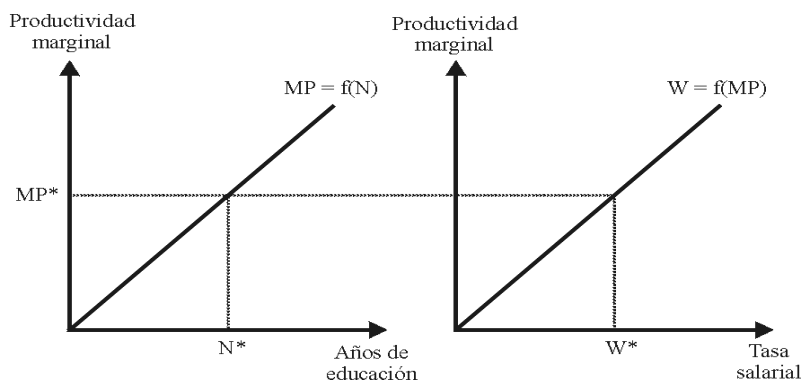 Productividad
marginal
MP = f(N)
MP*
N*
Años de
educación
Productividad
marginal
W = f(MP)
W*
Tasa
salarial